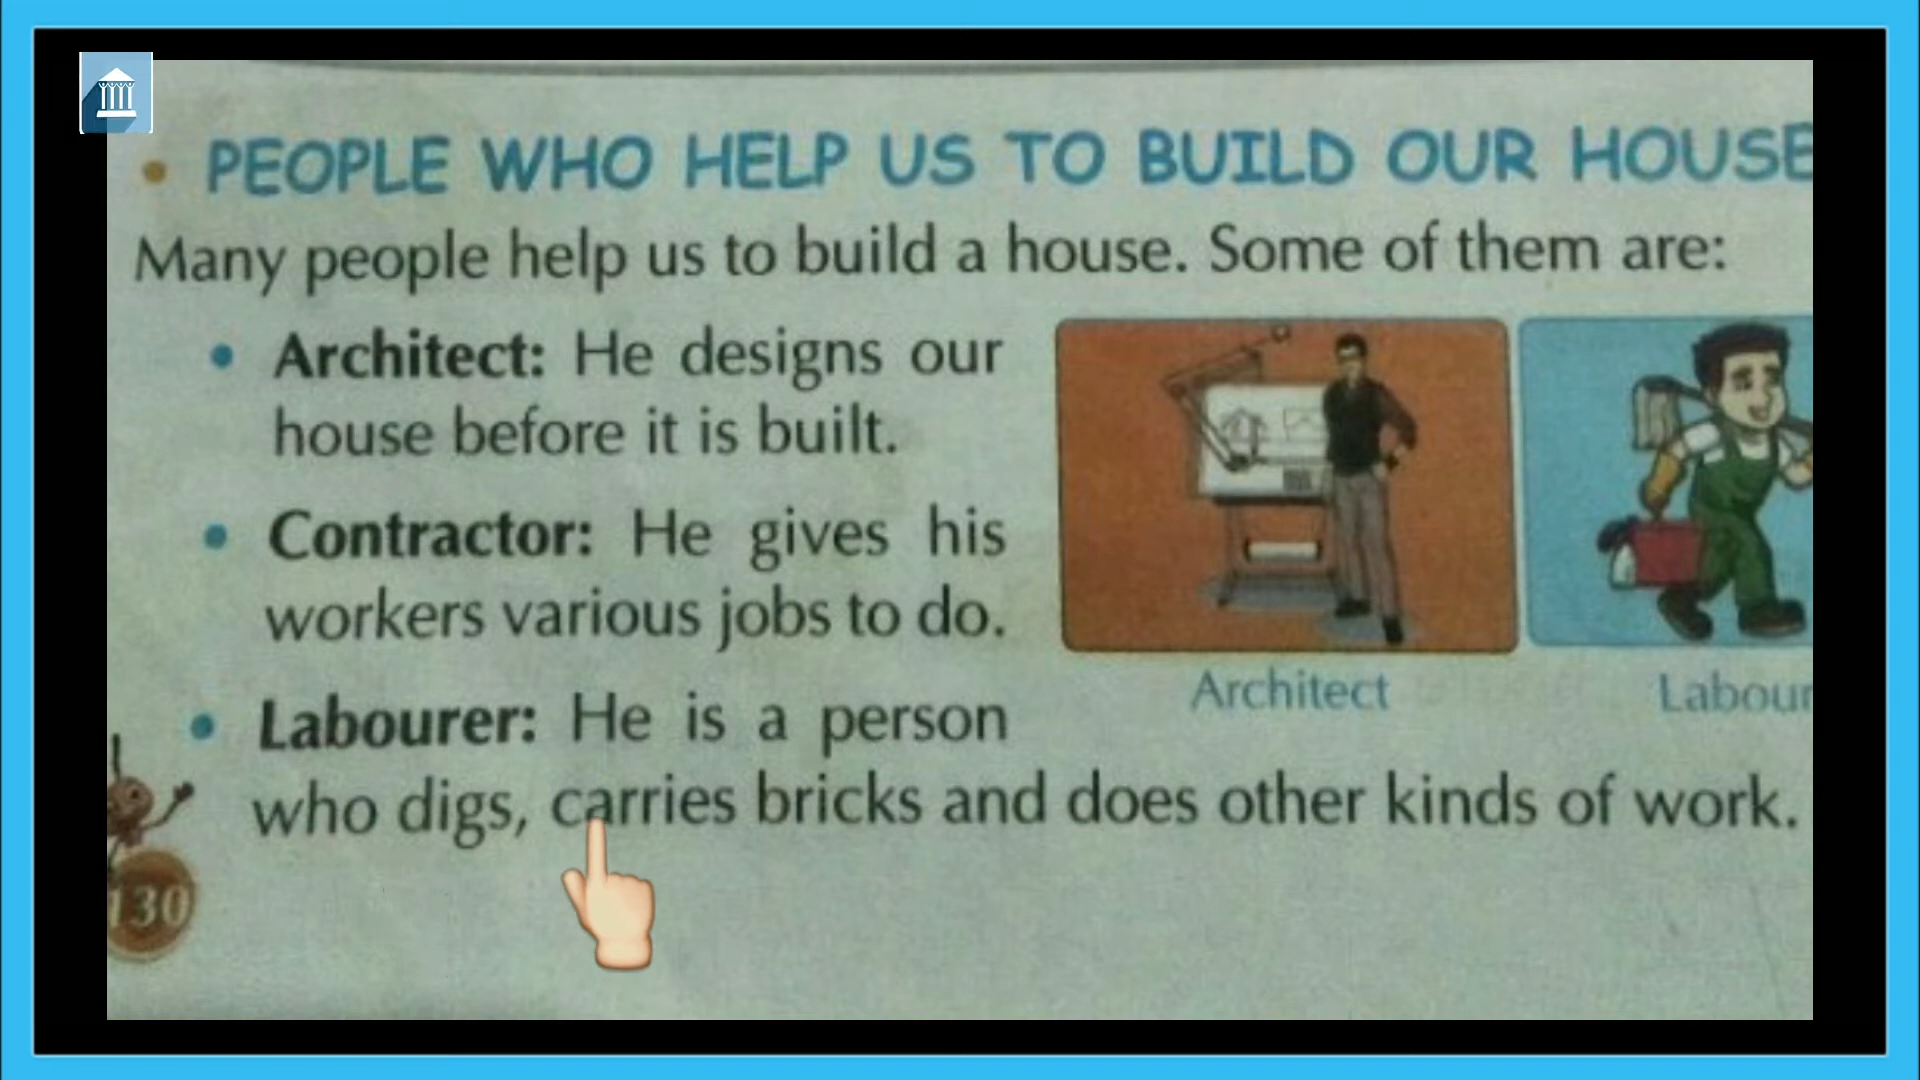 PEOPLE WHO HELP US TO BUILD OUR HOUSE
Many people help us to build a house. Some of them are:
Architect: He designs our
house before it is built.
Contractor: He gives his
workers various jobs to do.
Labourer: He is a person
who digs, carries bricks and does other kinds of work.
Architect
Labour
130